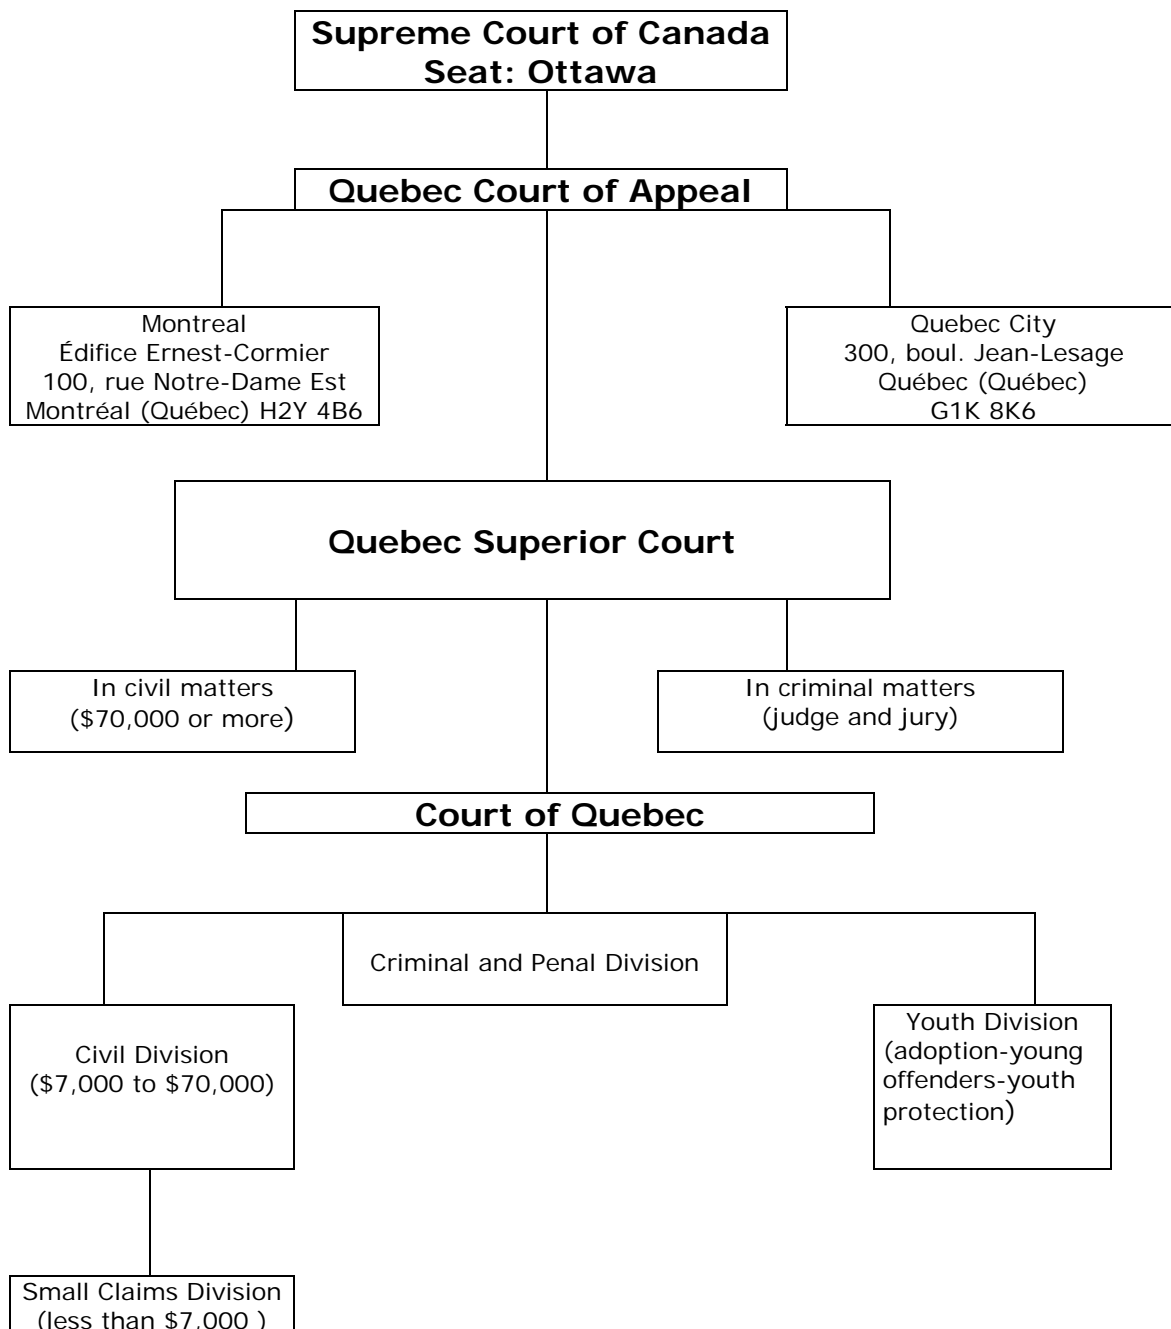 Supreme Court of Canada
Seat: Ottawa
Quebec Court of Appeal
Montreal
Édifice Ernest-Cormier
100, rue Notre-Dame Est
Montréal (Québec) H2Y 4B6
Quebec City
300, boul. Jean-Lesage
Québec (Québec)
G1K 8K6
Quebec Superior Court
In civil matters
($70,000 or more)
In criminal matters
(judge and jury)
Court of Quebec
Criminal and Penal Division
Civil Division
($7,000 to $70,000)
Youth Division
(adoption-young
offenders-youth
protection)
Small Claims Division
(less than $7,000 )